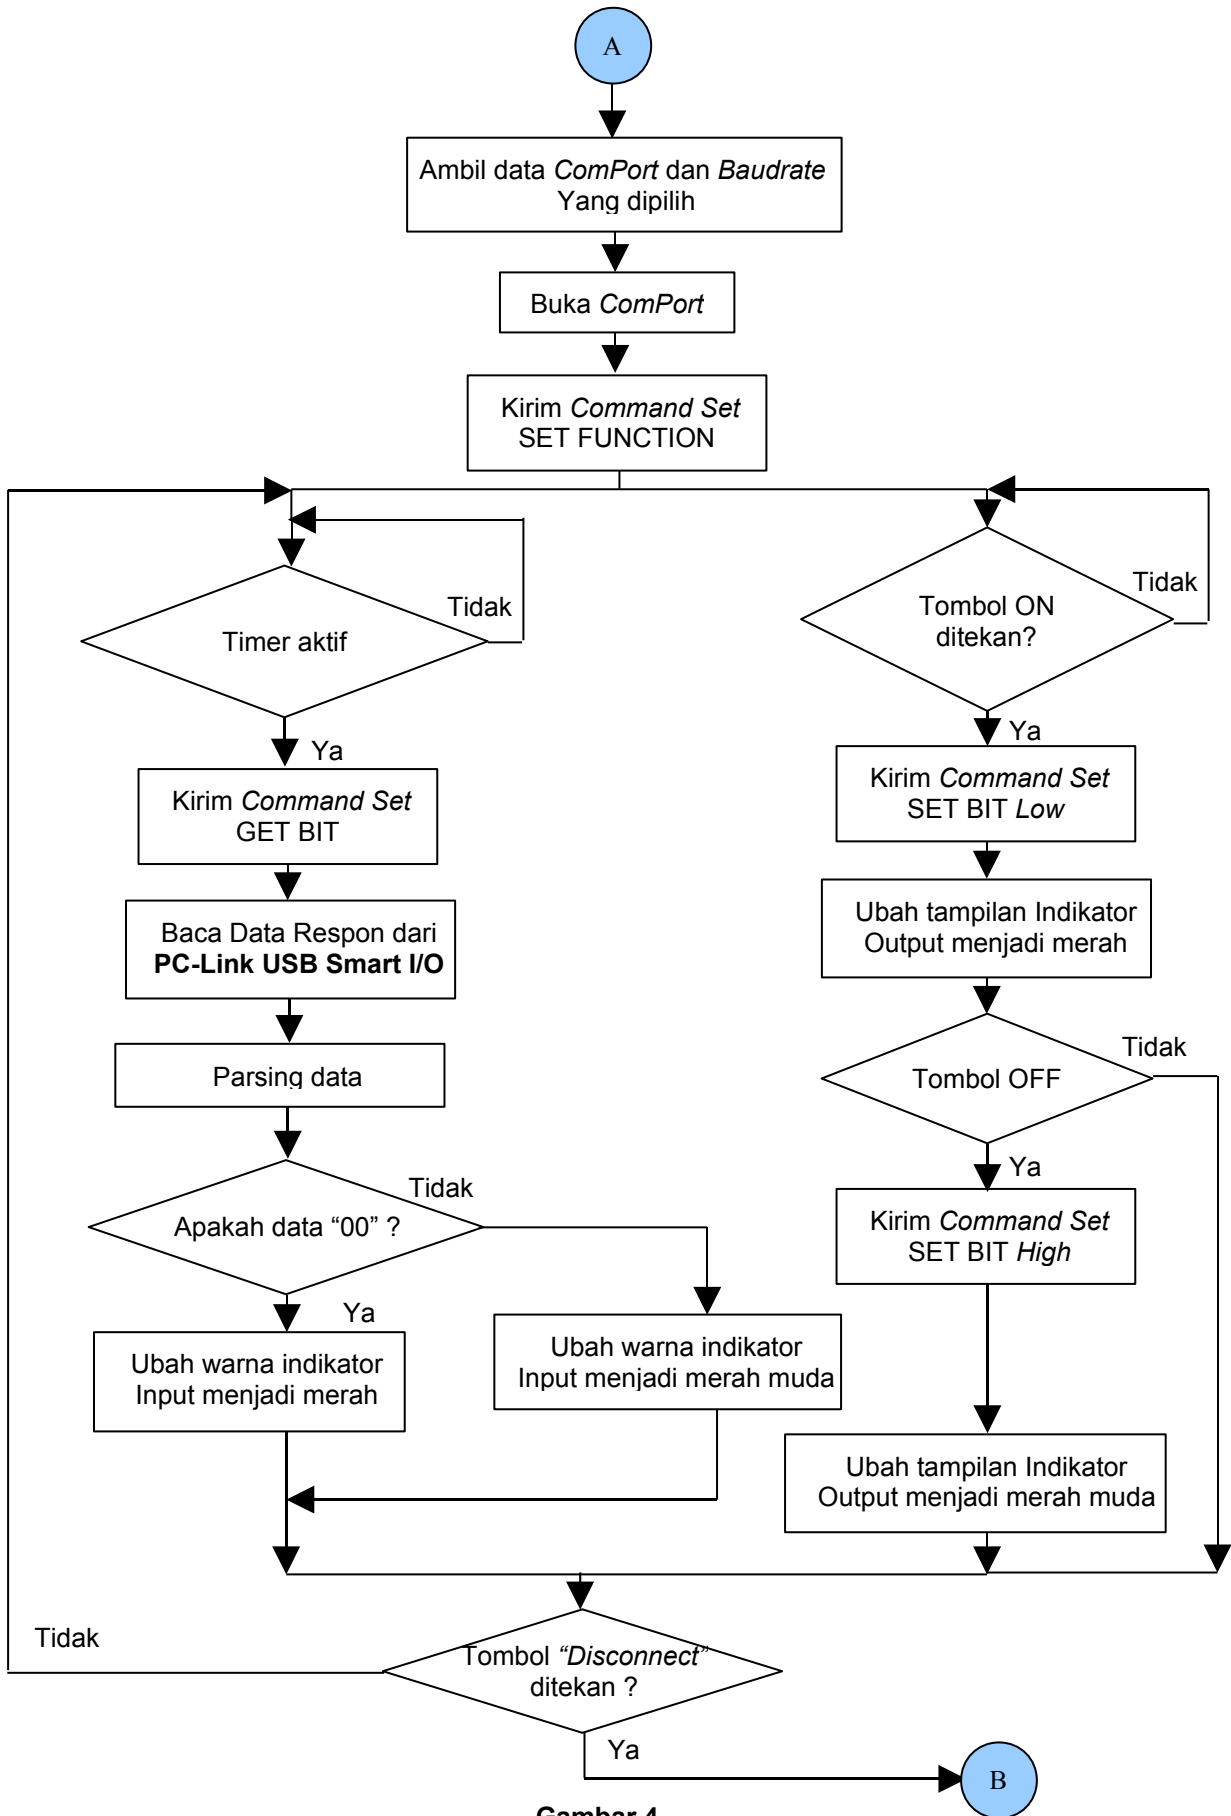 A
Ambil data ComPort dan Baudrate
Yang dipilih
Buka ComPort
Kirim Command Set
SET FUNCTION
Timer aktif
Tidak
Ya
Kirim Command Set
GET BIT
Baca Data Respon dari
PC-Link USB Smart I/O
Parsing data
Apakah data “00” ?
Tidak
Ya
Ubah warna indikator
Input menjadi merah
Ubah warna indikator
Input menjadi merah muda
Tombol ON
ditekan?
Tidak
Ya
Kirim Command Set
SET BIT Low
Ubah tampilan Indikator
Output menjadi merah
Tombol OFF
Tidak
Ya
Kirim Command Set
SET BIT High
Ubah tampilan Indikator
Output menjadi merah muda
Tombol “Disconnect”
ditekan ?
Tidak
Ya
B
Gambar 4